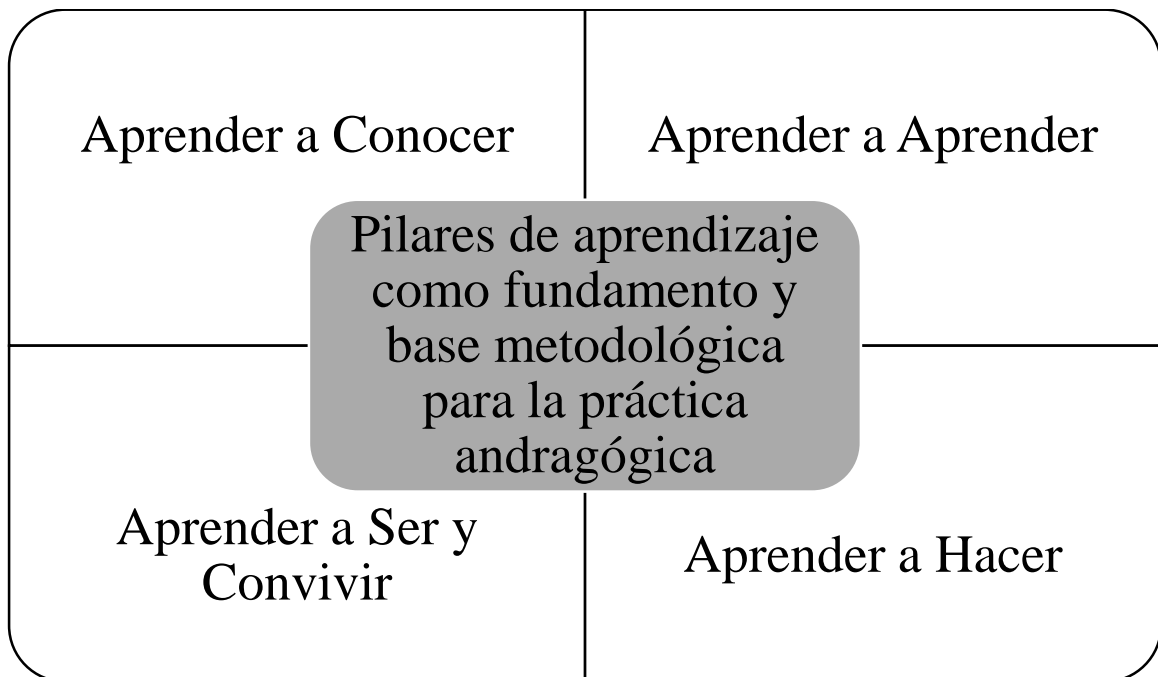 Aprender a Conocer
Aprender a Aprender
Pilares de aprendizaje
como fundamento y
base metodológica
para la práctica
andragógica
Aprender a Ser y
Convivir
Aprender a Hacer